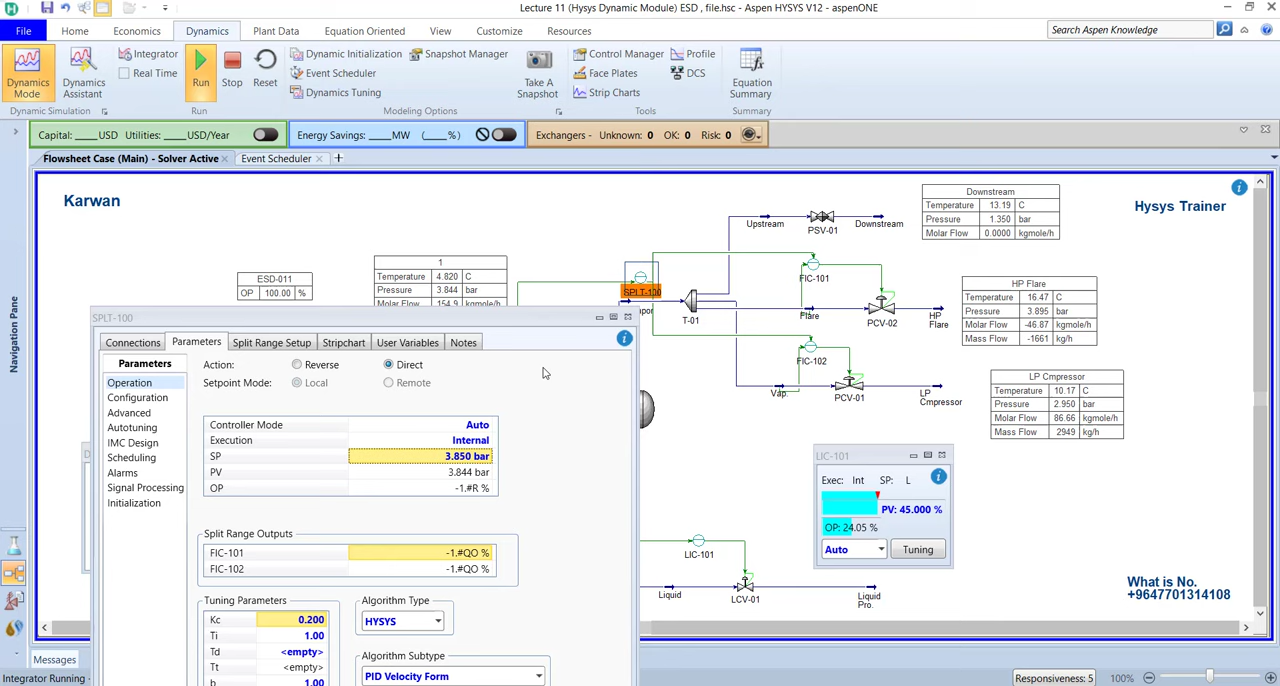 Lecture 11 (Hysys Dynamic Module) ESD , file.hsc - Aspen HYSYS V12 - aspenONE
File Home Economics Dynamics Plant Data Equation Oriented View Customize Resources Search Aspen Knowledge
Dynamics Mode
Dynamics Assistant
Integrator
Real Time
Run
Stop
Reset
Dynamic Initialization
Event Scheduler
Dynamics Tuning
Snapshot Manager
Take A Snapshot
Control Manager
Face Plates
Strip Charts
Profile
DCS
Equation Summary
Dynamic Simulation Run Modeling Options Tools Summary
Capital: ____USD Utilities: ____USD/Year
Energy Savings: ____MW (____%)
Exchangers - Unknown: 0 OK: 0 Risk: 0
Flowsheet Case (Main) - Solver Active Event Scheduler
Navigation Pane
Karwan
Hysys Trainer
Downstream
Temperature 13.19 C
Pressure 1.350 bar
Molar Flow 0.0000 kgmole/h
Upstream
PSV-01
Downstream
ESD-011
OP 100.00 %
1
Temperature 4.820 C
Pressure 3.844 bar
Molar Flow 154.9 kgmole/h
SPLT-100
T-01
FIC-101
Flare
PCV-02
HP Flare
HP Flare
Temperature 16.47 C
Pressure 3.895 bar
Molar Flow -46.87 kgmole/h
Mass Flow -1661 kg/h
FIC-102
Vap.
PCV-01
LP Cmpressor
LP Cmpressor
Temperature 10.17 C
Pressure 2.950 bar
Molar Flow 86.66 kgmole/h
Mass Flow 2949 kg/h
SPLT-100
Connections Parameters Split Range Setup Stripchart User Variables Notes
Parameters
Operation
Configuration
Advanced
Autotuning
IMC Design
Scheduling
Alarms
Signal Processing
Initialization
Action: Reverse Direct
Setpoint Mode: Local Remote
Controller Mode Auto
Execution Internal
SP 3.850 bar
PV 3.844 bar
OP -1.#R %
Split Range Outputs
FIC-101 -1.#QO %
FIC-102 -1.#QO %
Tuning Parameters
Kc 0.200
Ti 1.00
Td <empty>
Tt <empty>
b 1.00
Algorithm Type
HYSYS
Algorithm Subtype
PID Velocity Form
LIC-101
Exec: Int SP: L
PV: 45.000 %
OP: 24.05 %
Auto Tuning
LIC-101
Liquid
LCV-01
Liquid Pro.
What is No.
+9647701314108
Messages
Integrator Running
Responsiveness: 5 100%